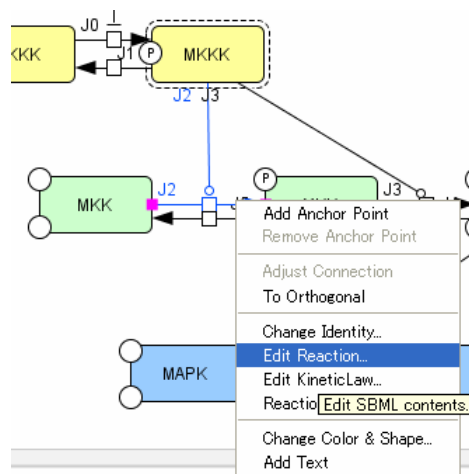 J0 I
KKK
J1 P MKKK
J2 J3
MKK
J2
P
J3
Add Anchor Point
Remove Anchor Point
Adjust Connection
To Orthogonal
Change Identity...
Edit Reaction...
Edit KineticLaw...
Reactio
Edit SBML contents.
Change Color & Shape...
Add Text
MAPK